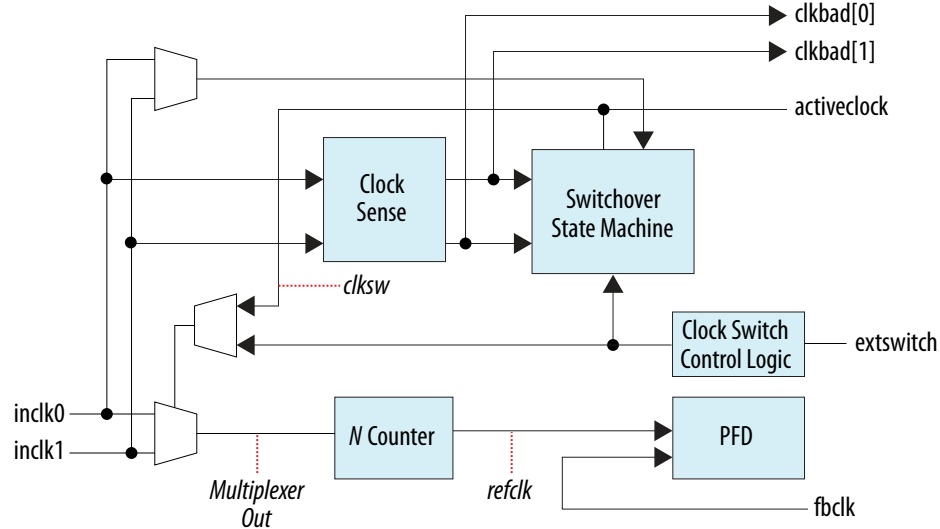 clkbad[0]
clkbad[1]
activeclock
Clock
Sense
Switchover
State Machine
clksw
Clock Switch
Control Logic
extswitch
inclk0
inclk1
N Counter
PFD
Multiplexer
Out
refclk
fbclk